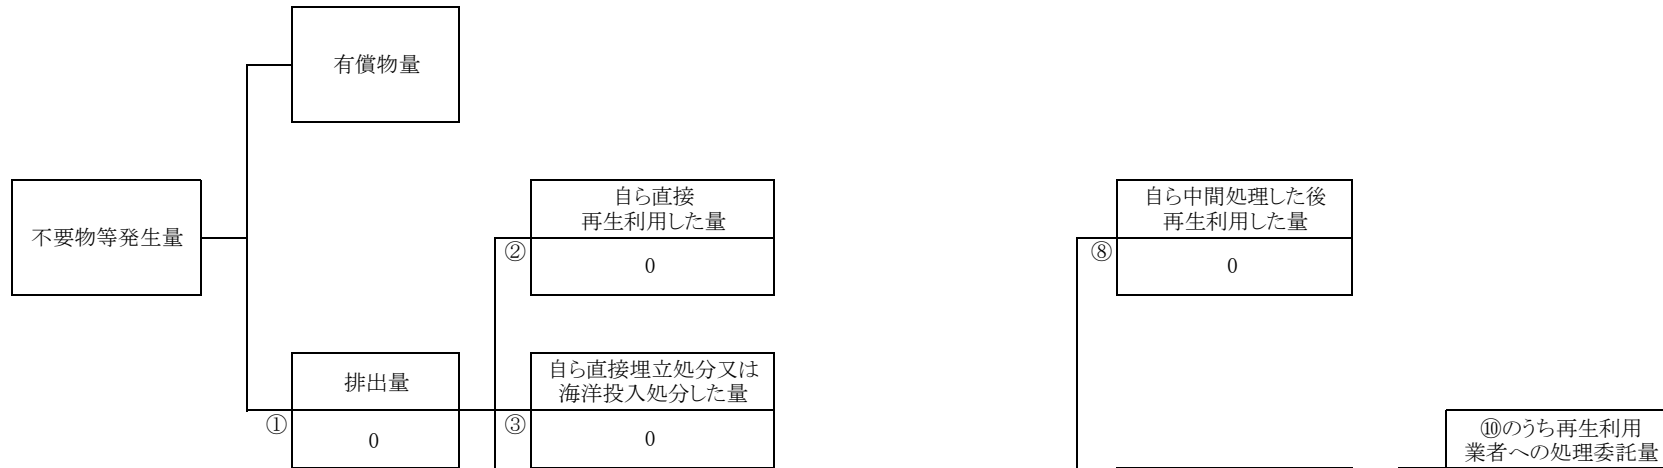 有償物量
不要物等発生量
自ら直接
再生利用した量
②
0
自ら中間処理した後
再生利用した量
⑧
0
排出量
①
0
自ら直接埋立処分又は
海洋投入処分した量
③
0
⑩のうち再生利用
業者への処理委託量